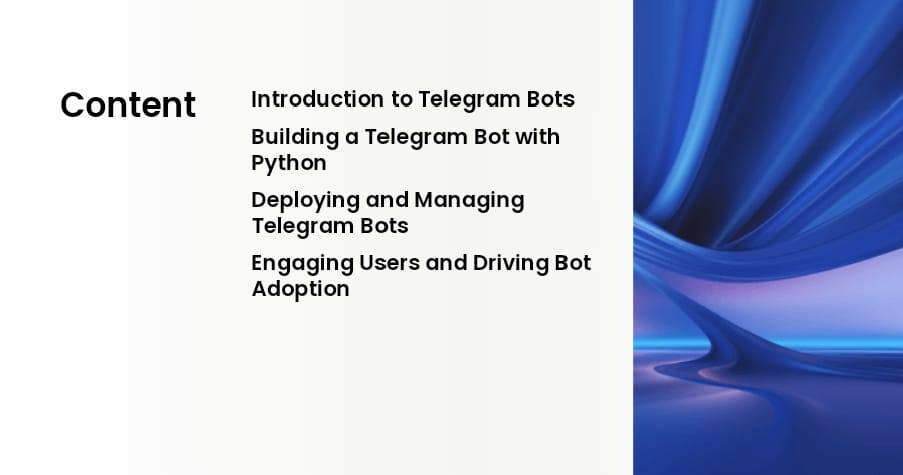 Content
Introduction to Telegram Bots
Building a Telegram Bot with
Python
Deploying and Managing
Telegram Bots
Engaging Users and Driving Bot
Adoption